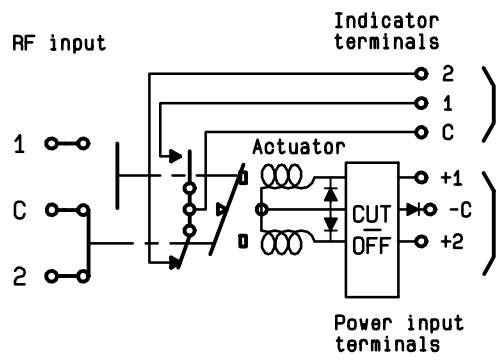 Indicator
terminals
RF input
2
1
C
Actuator
1
C
2
+1
-C
+2
CUT
OFF
Power input
terminals